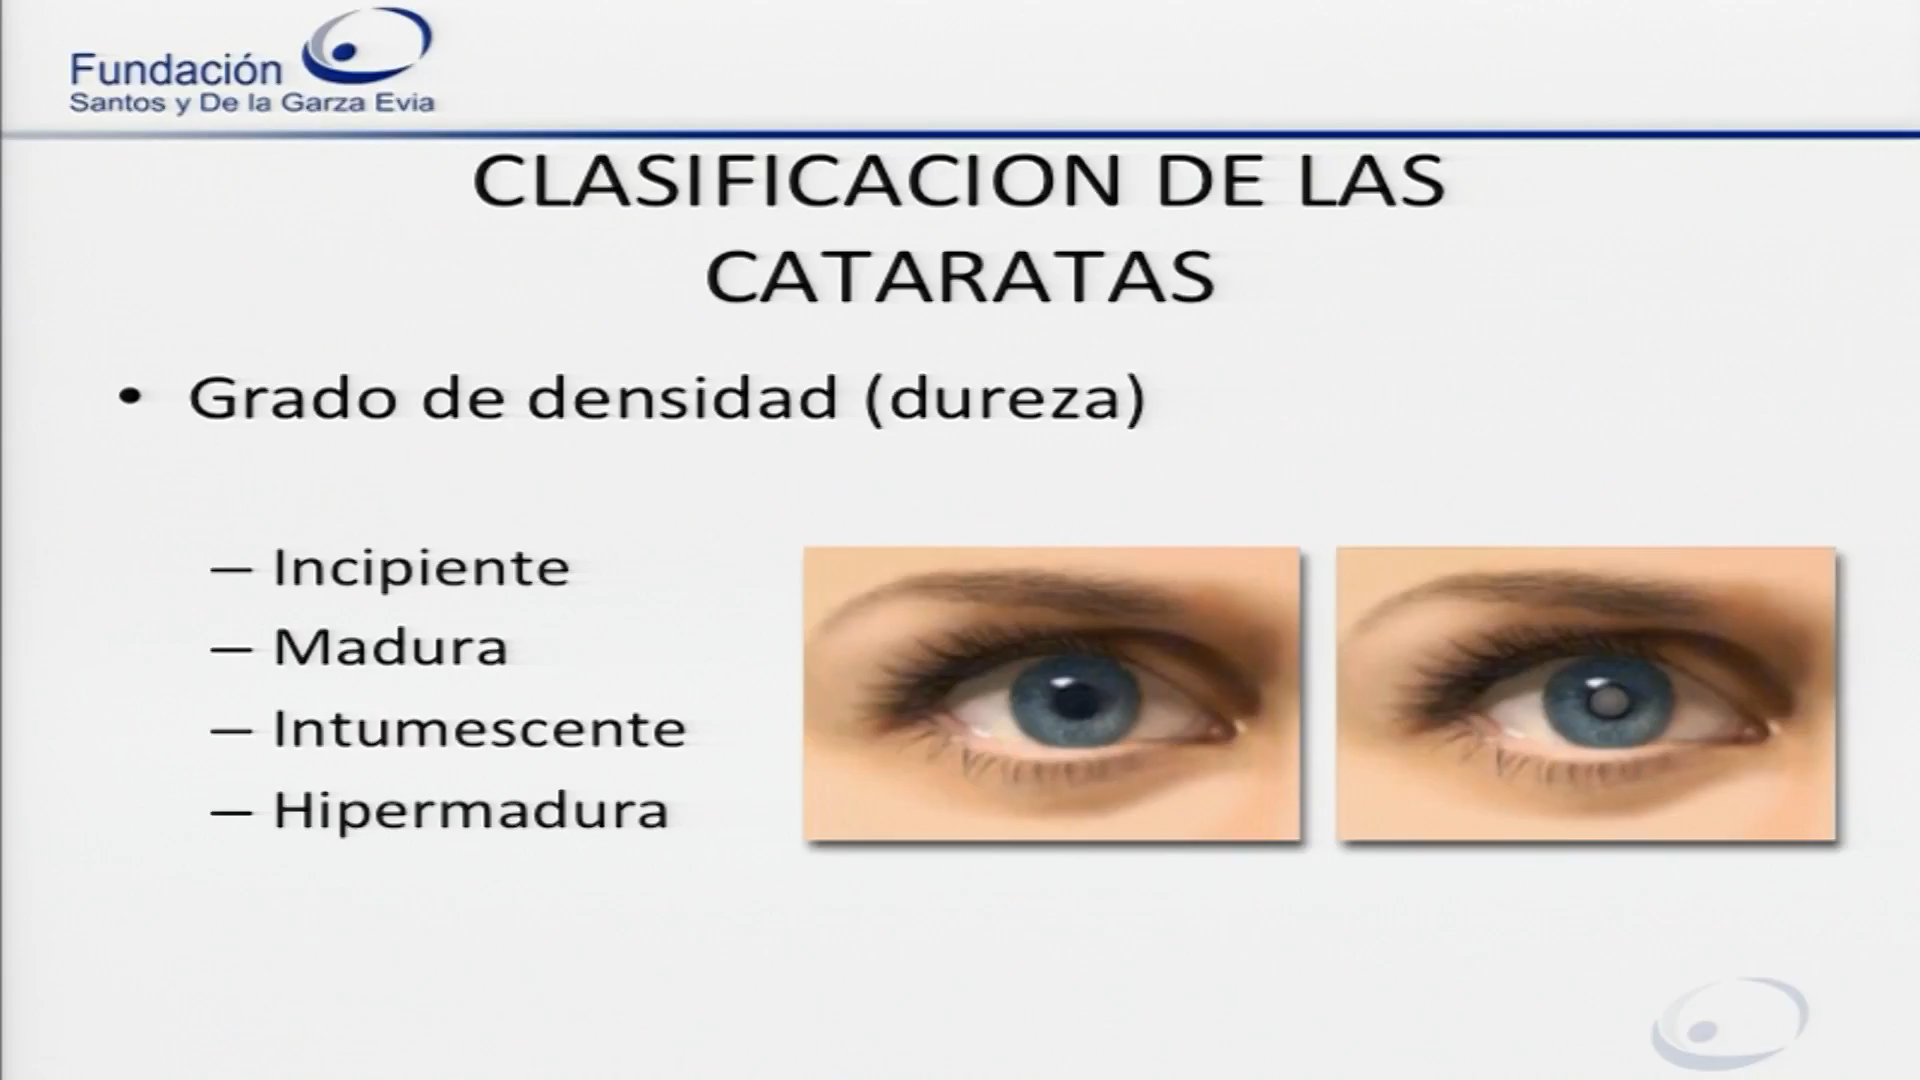 Fundación
Santos y De la Garza Evia
CLASIFICACION DE LAS
CATARATAS
• Grado de densidad (dureza)
– Incipiente
– Madura
– Intumescente
– Hipermadura